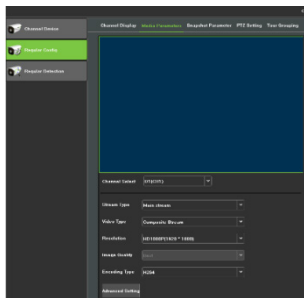 Channel Device
Regular Config
Regular Detection
Channel Display Media Parameters Snapshot Parameter PTZ Setting Tour Grouping
Channel Select
Stream Type Main stream
Video Type Composite Stream
Resolution
Image Quality
Encoding Type H264
Advanced Setting